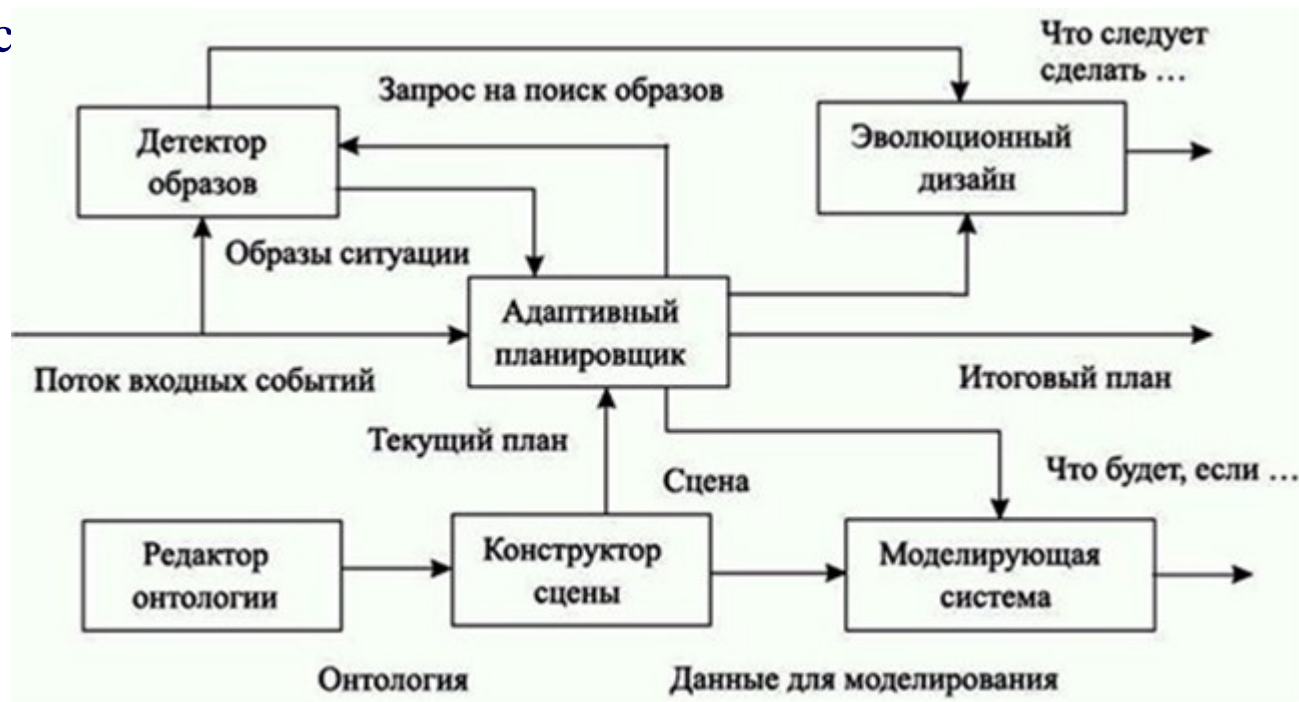 с
Что следует
сделать ...
Запрос на поиск образов
Детектор
образов
Эволюционный
дизайн
Образы ситуации
Адаптивный
планировщик
Поток входных событий
Итоговый план
Текущий план
Сцена
Что будет, если ...
Редактор
онтологии
Конструктор
сцены
Моделирующая
система
Онтология
Данные для моделирования